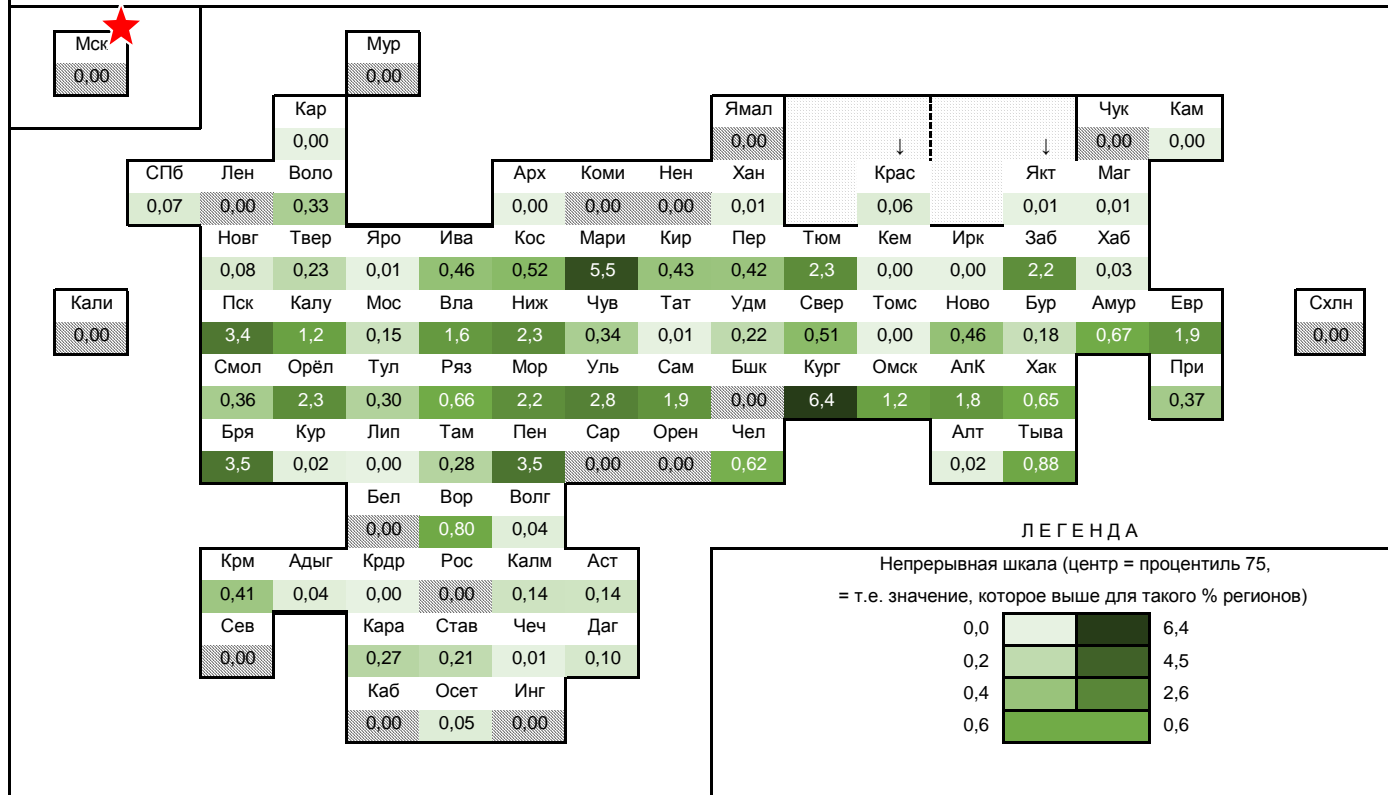 Мск Мур
0,00 0,00
Кар Ямал Чук Кам
0,00 0,00 ↓ ↓ 0,00 0,00
СПб Лен Воло Арх Коми Нен Хан Крас Якт Маг
0,07 0,00 0,33 0,00 0,00 0,00 0,01 0,06 0,01 0,01
Новг Твер Яро Ива Кос Мари Кир Пер Тюм Кем Ирк Заб Хаб
0,08 0,23 0,01 0,46 0,52 5,5 0,43 0,42 2,3 0,00 0,00 2,2 0,03
Кали Пск Калу Мос Вла Ниж Чув Тат Удм Свер Томс Ново Бур Амур Евр Схлн
0,00 3,4 1,2 0,15 1,6 2,3 0,34 0,01 0,22 0,51 0,00 0,46 0,18 0,67 1,9 0,00
Смол Орёл Тул Ряз Мор Уль Сам Бшк Кург Омск АлК Хак При
0,36 2,3 0,30 0,66 2,2 2,8 1,9 0,00 6,4 1,2 1,8 0,65 0,37
Бря Кур Лип Там Пен Сар Орен Чел Алт Тыва
3,5 0,02 0,00 0,28 3,5 0,00 0,00 0,62 0,02 0,88
Бел Вор Волг
0,00 0,80 0,04
ЛЕГЕНДА
Крм Адыг Крдр Рос Калм Аст
0,41 0,04 0,00 0,00 0,14 0,14
Сев Кара Став Чеч Даг
0,00 0,27 0,21 0,01 0,10
Каб Осет Инг
0,00 0,05 0,00
Непрерывная шкала (центр = процентиль 75,
= т.е. значение, которое выше для такого % регионов)
0,0 6,4
0,2 4,5
0,4 2,6
0,6 0,6